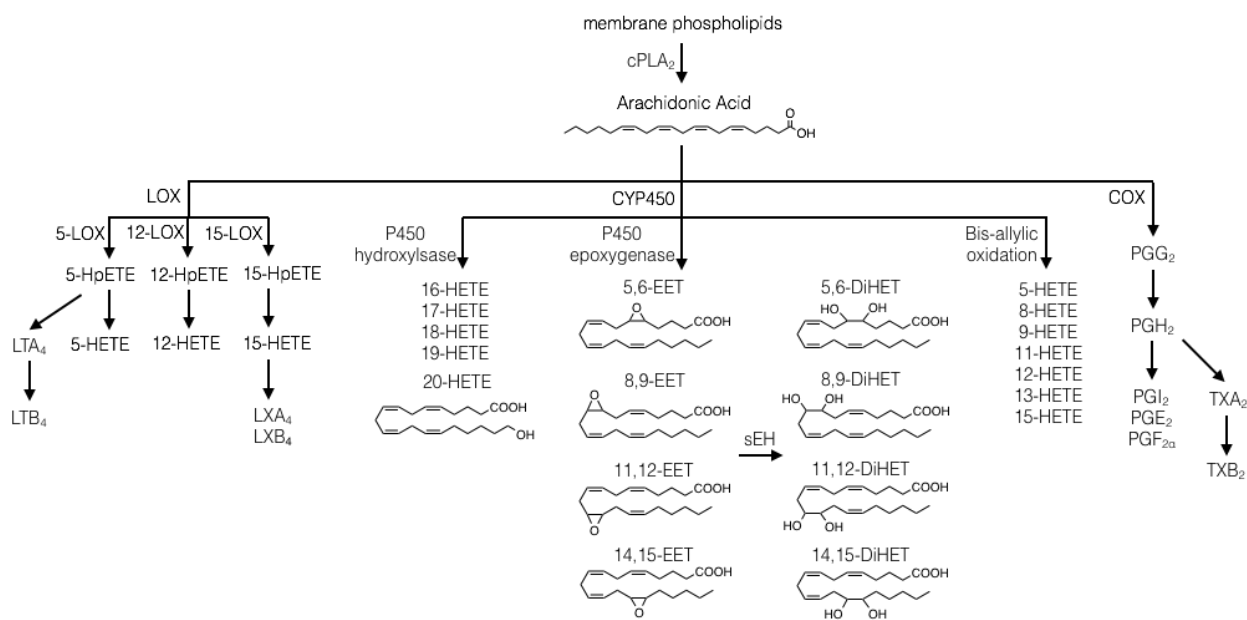 membrane phospholipids
cPLA₂
Arachidonic Acid
O
OH
LOX
CYP450
COX
5-LOX
12-LOX
15-LOX
5-HpETE
12-HpETE
15-HpETE
LTA₄
5-HETE
12-HETE
15-HETE
LTB₄
LXA₄
LXB₄
P450
hydroxylsase
16-HETE
17-HETE
18-HETE
19-HETE
20-HETE
COOH
OH
P450
epoxygenase
5,6-EET
O
COOH
8,9-EET
O
COOH
11,12-EET
COOH
O
14,15-EET
COOH
O
sEH
5,6-DiHET
HO OH
COOH
8,9-DiHET
HO OH
COOH
11,12-DiHET
COOH
HO OH
14,15-DiHET
COOH
HO OH
Bis-allylic
oxidation
5-HETE
8-HETE
9-HETE
11-HETE
12-HETE
13-HETE
15-HETE
PGG₂
PGH₂
PGI₂
PGE₂
PGF₂α
TXA₂
TXB₂